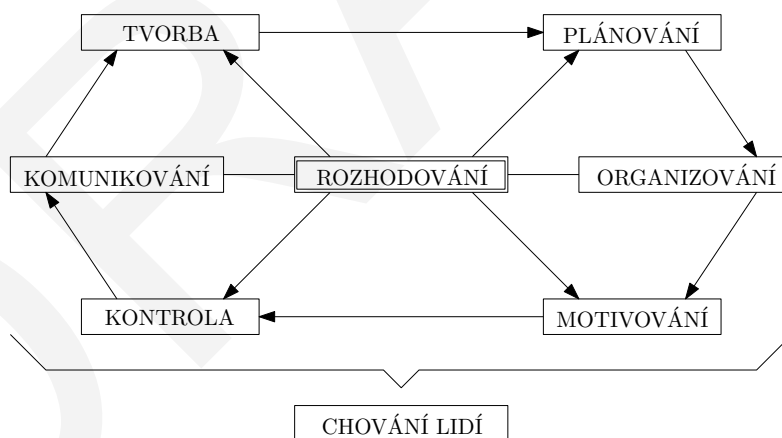 TVORBA
PLÁNOVÁNÍ
KOMUNIKOVÁNÍ
ROZHODOVÁNÍ
ORGANIZOVÁNÍ
KONTROLA
MOTIVOVÁNÍ
CHOVÁNÍ LIDÍ